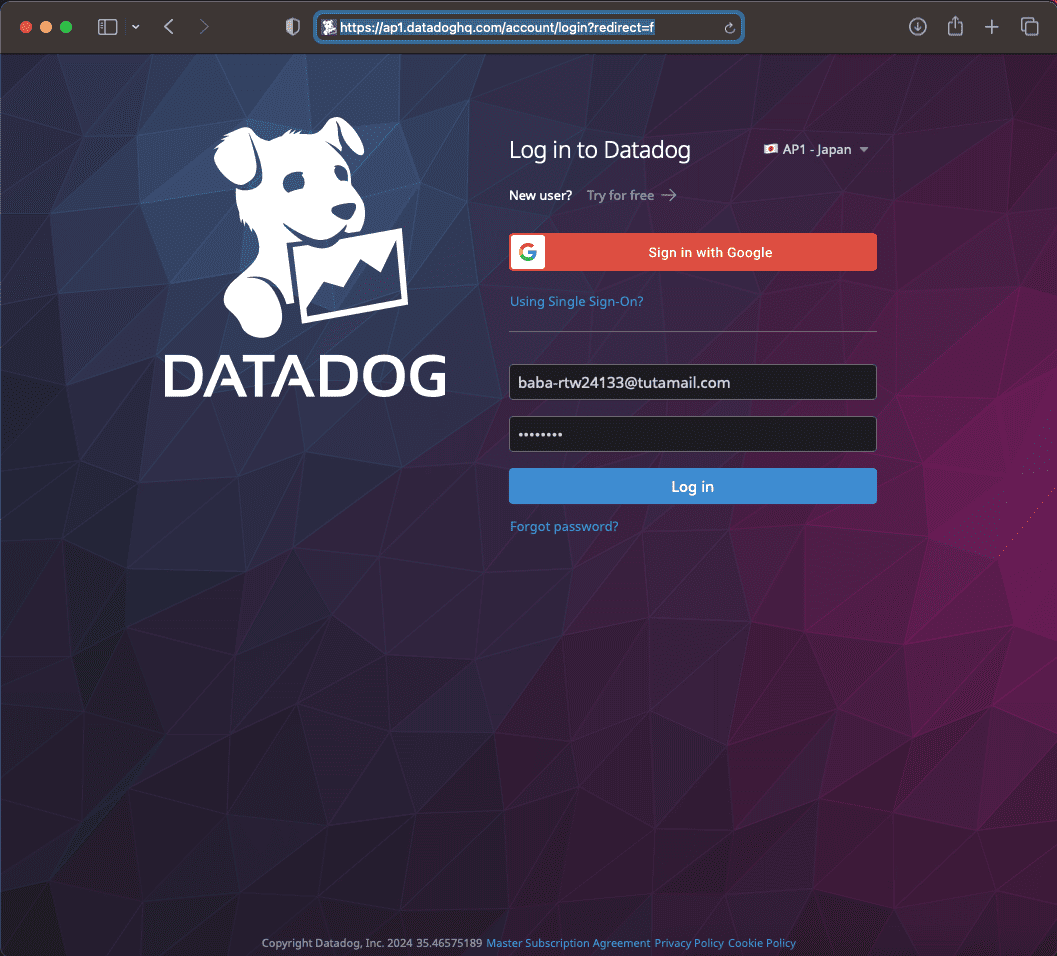 https://ap1.datadoghq.com/account/login?redirect=f
DATADOG
Log in to Datadog
AP1 - Japan
New user? Try for free →
Sign in with Google
Using Single Sign-On?
baba-rtw24133@tutamail.com
••••••••
Log in
Forgot password?
Copyright Datadog, Inc. 2024 35.46575189 Master Subscription Agreement Privacy Policy Cookie Policy